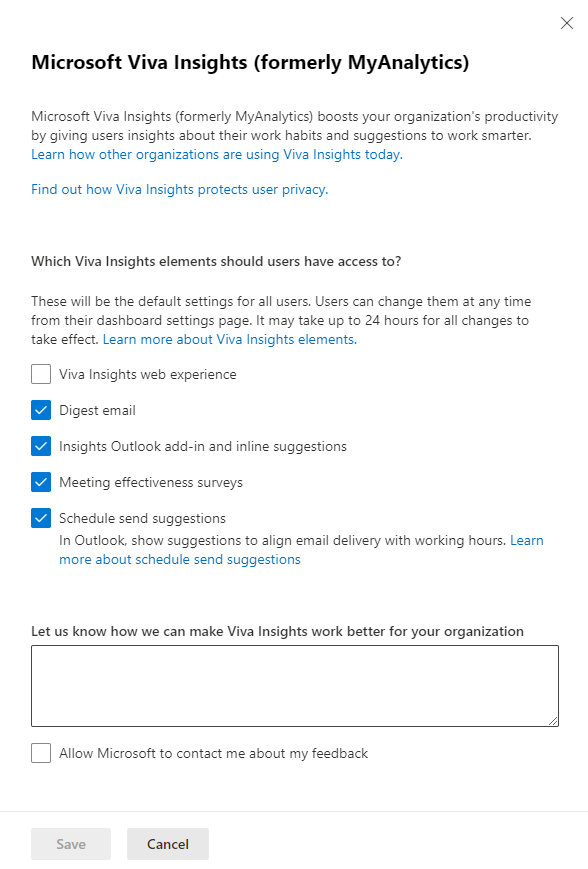 Microsoft Viva Insights (formerly MyAnalytics)
Microsoft Viva Insights (formerly MyAnalytics) boosts your organization's productivity
by giving users insights about their work habits and suggestions to work smarter.
Learn how other organizations are using Viva Insights today.
Find out how Viva Insights protects user privacy.
Which Viva Insights elements should users have access to?
These will be the default settings for all users. Users can change them at any time
from their dashboard settings page. It may take up to 24 hours for all changes to
take effect. Learn more about Viva Insights elements.
Viva Insights web experience
Digest email
Insights Outlook add-in and inline suggestions
Meeting effectiveness surveys
Schedule send suggestions
In Outlook, show suggestions to align email delivery with working hours. Learn
more about schedule send suggestions
Let us know how we can make Viva Insights work better for your organization
Allow Microsoft to contact me about my feedback
Save Cancel